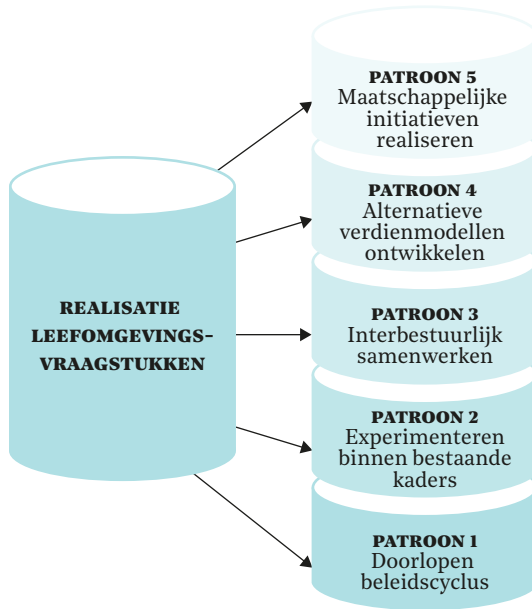 PATROON 5
Maatschappelijke
initiatieven
realiseren
PATROON 4
Alternatieve
verdienmodellen
ontwikkelen
REALISATIE
LEEFOMGEVINGS-
VRAAGSTUKKEN
PATROON 3
Interbestuurlijk
samenwerken
PATROON 2
Experimenteren
binnen bestaande
kaders
PATROON 1
Doorlopen
beleidscyclus